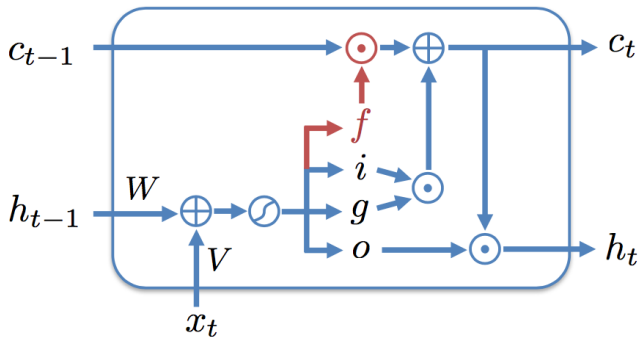 c_{t-1} c_t
f
W i
h_{t-1} g
V o h_t
x_t